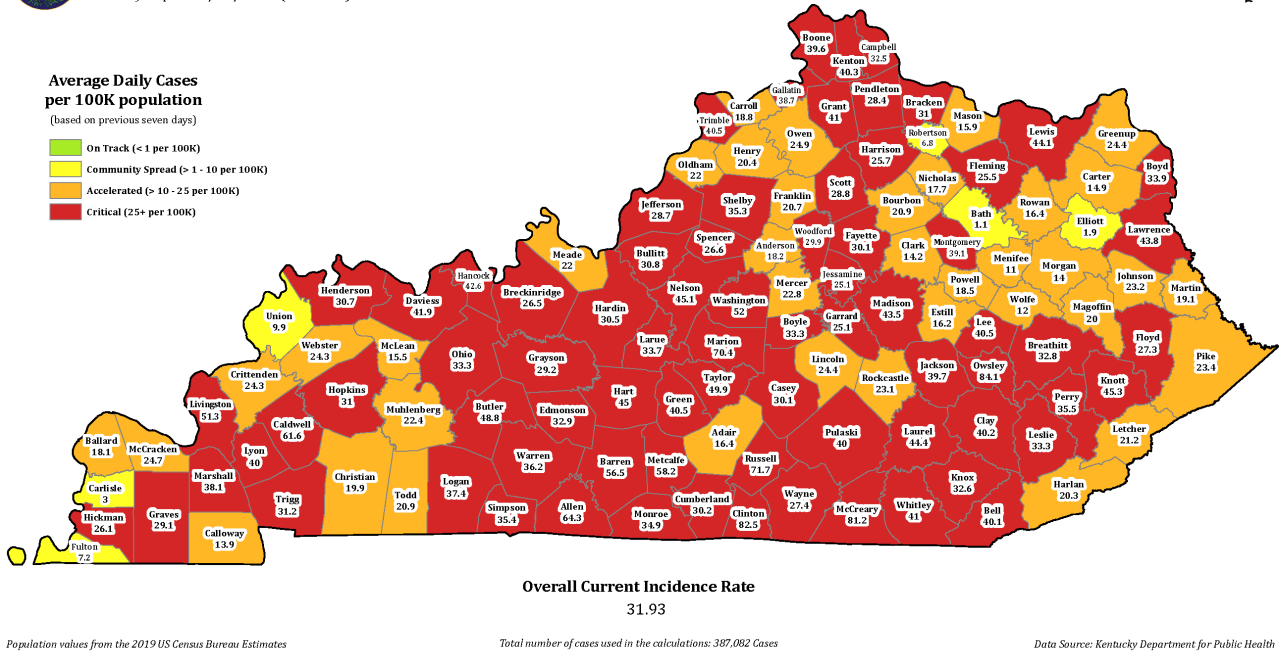 Average Daily Cases
per 100K population
(based on previous seven days)
On Track (< 1 per 100K)
Community Spread (> 1 - 10 per 100K)
Accelerated (> 10 - 25 per 100K)
Critical (25+ per 100K)
Boone
39.6
Campbell
32.5
Kenton
40.3
Gallatin
38.7
Carroll
18.8
Trimble
40.5
Grant
41
Pendleton
28.4
Bracken
31
Mason
15.9
Robertson
6.8
Lewis
44.1
Greenup
24.4
Owen
24.9
Henry
20.4
Oldham
22
Harrison
25.7
Fleming
25.5
Boyd
33.9
Carter
14.9
Nicholas
17.7
Scott
28.8
Franklin
20.7
Shelby
35.3
Jefferson
28.7
Bourbon
20.9
Bath
1.1
Rowan
16.4
Elliott
1.9
Lawrence
43.8
Spencer
26.6
Anderson
18.2
Woodford
29.9
Fayette
30.1
Clark
14.2
Montgomery
39.1
Menifee
11
Morgan
14
Johnson
23.2
Martin
19.1
Meade
22
Bullitt
30.8
Hancock
42.6
Breckinridge
26.5
Henderson
30.7
Daviess
41.9
Union
9.9
Nelson
45.1
Washington
52
Mercer
22.8
Jessamine
25.1
Madison
43.5
Powell
18.5
Wolfe
12
Magoffin
20
Hardin
30.5
Boyle
33.3
Garrard
25.1
Estill
16.2
Lee
40.5
Breathitt
32.8
Floyd
27.3
Pike
23.4
Webster
24.3
McLean
15.5
Ohio
33.3
Grayson
29.2
Larue
33.7
Marion
70.4
Lincoln
24.4
Rockcastle
23.1
Jackson
39.7
Owsley
84.1
Knott
45.3
Crittenden
24.3
Hopkins
31
Livingston
51.3
Caldwell
61.6
Muhlenberg
22.4
Butler
48.8
Edmonson
32.9
Hart
45
Green
40.5
Taylor
49.9
Casey
30.1
Perry
35.5
Adair
16.4
Pulaski
40
Laurel
44.4
Clay
40.2
Leslie
33.3
Letcher
21.2
Ballard
18.1
McCracken
24.7
Lyon
40
Warren
36.2
Barren
56.5
Metcalfe
58.2
Russell
71.7
Carlisle
3
Marshall
38.1
Christian
19.9
Todd
20.9
Logan
37.4
Trigg
31.2
Simpson
35.4
Allen
64.3
Monroe
34.9
Cumberland
30.2
Clinton
82.5
Wayne
27.4
McCreary
81.2
Whitley
41
Knox
32.6
Bell
40.1
Harlan
20.3
Hickman
26.1
Graves
29.1
Calloway
13.9
Fulton
7.2
Overall Current Incidence Rate
31.93
Population values from the 2019 US Census Bureau Estimates
Total number of cases used in the calculations: 387,082 Cases
Data Source: Kentucky Department for Public Health